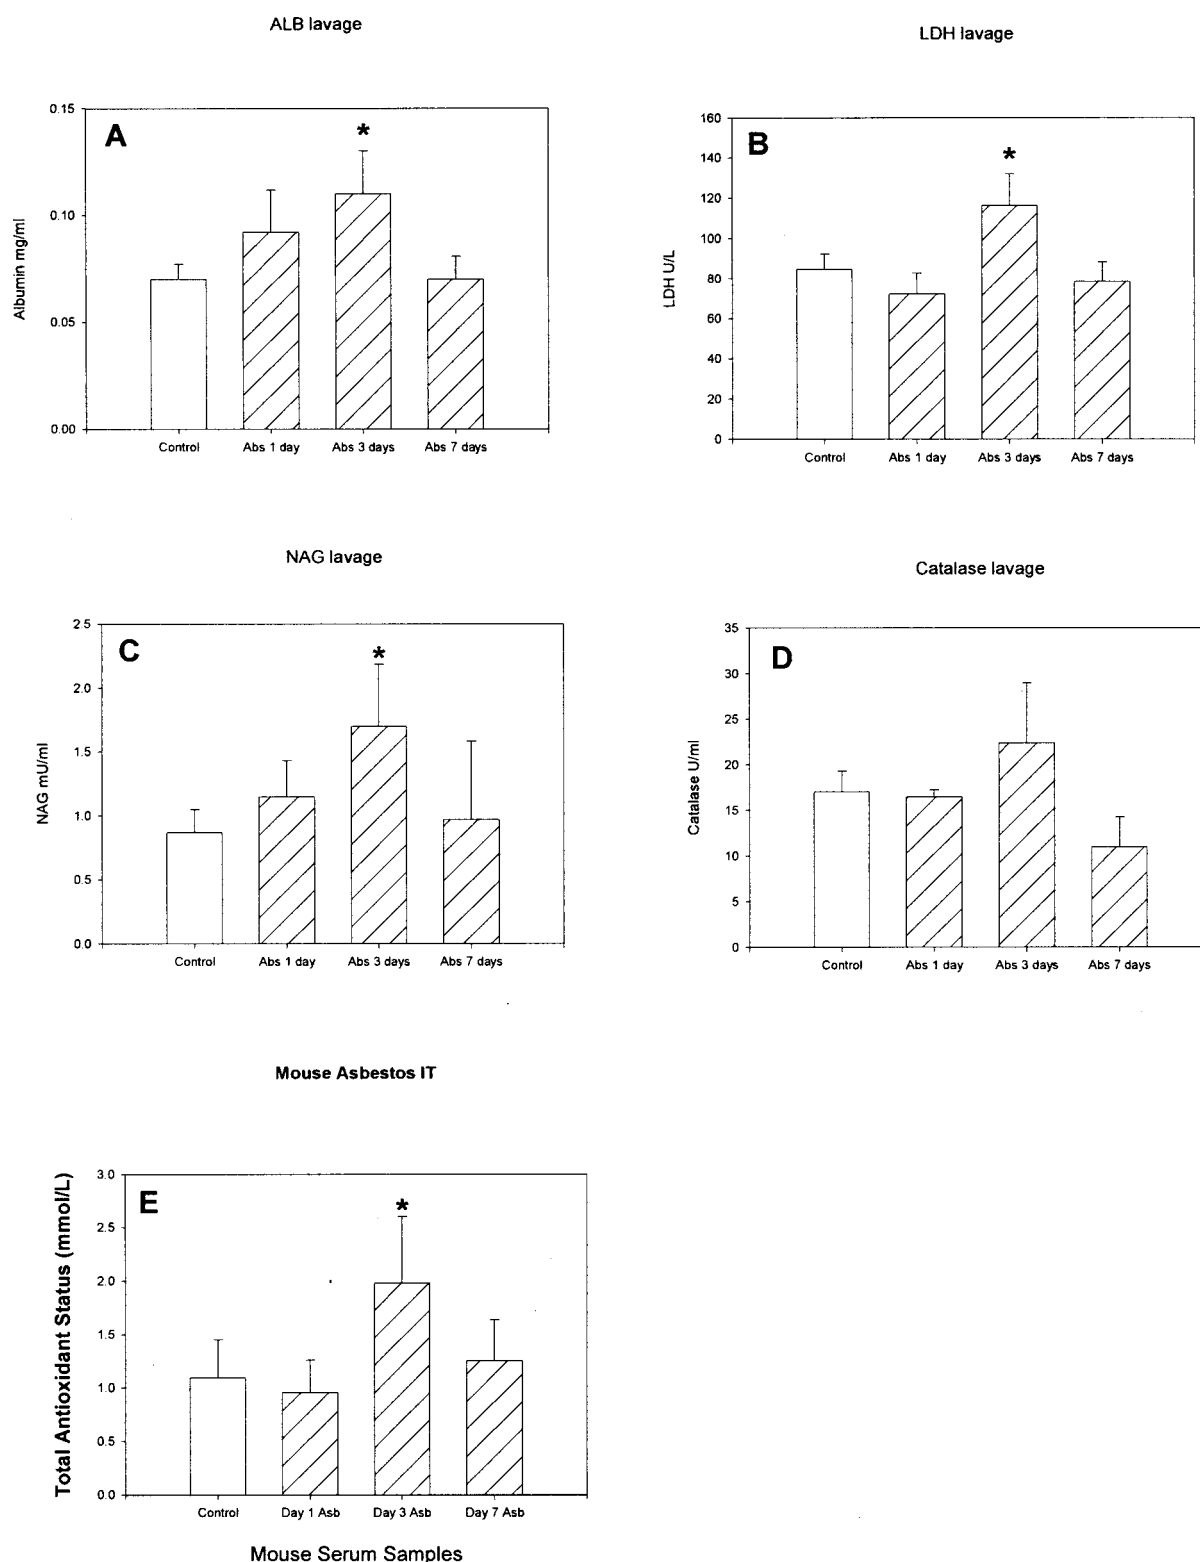 ALB lavage
A
*
Albumin mg/ml
0.15
0.10
0.05
0.00
Control Abs 1 day Abs 3 days Abs 7 days
LDH lavage
B
*
LDH U/L
160
140
120
100
80
60
40
20
0
Control Abs 1 day Abs 3 days Abs 7 days
NAG lavage
C
*
NAG mU/ml
2.5
2.0
1.5
1.0
0.5
0.0
Control Abs 1 day Abs 3 days Abs 7 days
Catalase lavage
D
Catalase U/ml
35
30
25
20
15
10
5
0
Control Abs 1 day Abs 3 days Abs 7 days
Mouse Asbestos IT
E
*
Total Antioxidant Status (mmol/L)
3.0
2.5
2.0
1.5
1.0
0.5
0.0
Control Day 1 Asb Day 3 Asb Day 7 Asb
Mouse Serum Samples